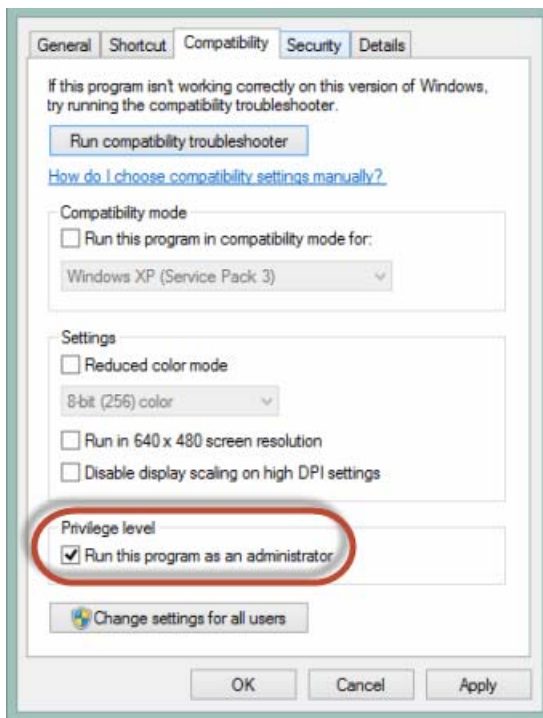 General Shortcut Compatibility Security Details
If this program isn't working correctly on this version of Windows,
try running the compatibility troubleshooter.
Run compatibility troubleshooter
How do I choose compatibility settings manually?
Compatibility mode
Run this program in compatibility mode for:
Windows XP (Service Pack 3)
Settings
Reduced color mode
8-bit (256) color
Run in 640 x 480 screen resolution
Disable display scaling on high DPI settings
Privilege level
Run this program as an administrator
Change settings for all users
OK Cancel Apply